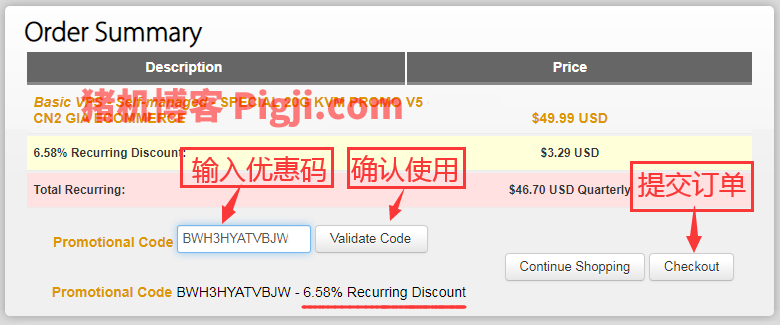 Order Summary
Description Price
Basic VPS - Self-managed - SPECIAL 20G KVM PROMO V5
CN2 GIA ECOMMERCE
$49.99 USD
猪机博客 Pigji.com
6.58% Recurring Discount: $3.29 USD
输入优惠码 确认使用
Total Recurring: $46.70 USD Quarterly
提交订单
Promotional Code BWH3HYATVBJW Validate Code
Continue Shopping Checkout
Promotional Code BWH3HYATVBJW - 6.58% Recurring Discount